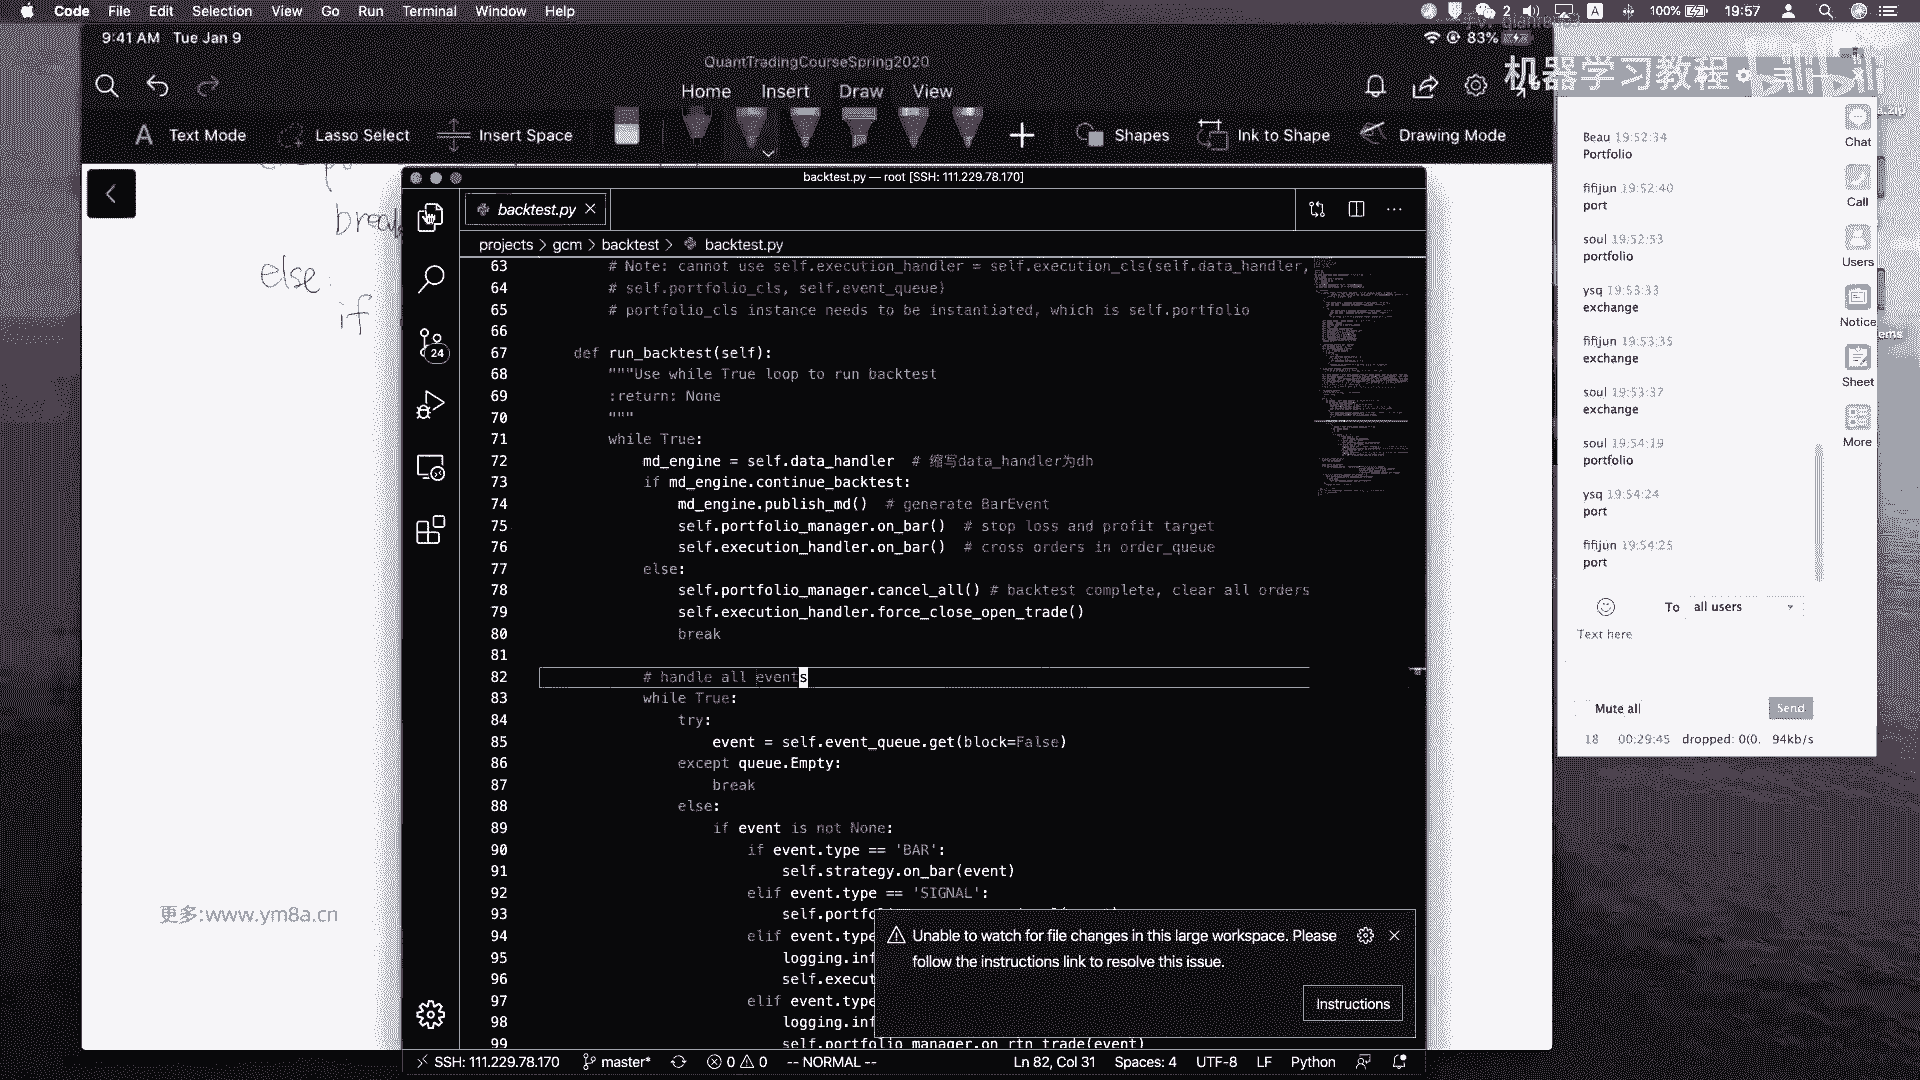 Code File Edit Selection View Go Run Terminal Window Help
2 A 100% 19:57
9:41 AM Tue Jan 9
83%
QuantTradingCourseSpring2020
机器学习教程
bilibili
Home Insert Draw View
Text Mode Lasso Select Insert Space Shapes Ink to Shape Drawing Mode
break
else:
if
backtest.py — root [SSH: 111.229.78.170]
backtest.py
projects > gcm > backtest > backtest.py
63 # Note: cannot use self.execution_handler = self.execution_cls(self.data_handler,
64 # self.portfolio_cls, self.event_queue)
65 # portfolio_cls instance needs to be instantiated, which is self.portfolio
66
67 def run_backtest(self):
68 """Use while True loop to run backtest
69 :return: None
70 """
71 while True:
72 md_engine = self.data_handler # 缩写data_handler为dh
73 if md_engine.continue_backtest:
74 md_engine.publish_md() # generate BarEvent
75 self.portfolio_manager.on_bar() # stop loss and profit target
76 self.execution_handler.on_bar() # cross orders in order_queue
77 else:
78 self.portfolio_manager.cancel_all() # backtest complete, clear all orders
79 self.execution_handler.force_close_open_trade()
80 break
81
82 # handle all events
83 while True:
84 try:
85 event = self.event_queue.get(block=False)
86 except queue.Empty:
87 break
88 else:
89 if event is not None:
90 if event.type == 'BAR':
91 self.strategy.on_bar(event)
92 elif event.type == 'SIGNAL':
93 self.portfo
94 elif event.type
95 logging.inf
96 self.execut
97 elif event.type
98 logging.inf
99 self.portfolio_manager.on_rtn_trade(event)
24
Unable to watch for file changes in this large workspace. Please
follow the instructions link to resolve this issue.
Instructions
SSH: 111.229.78.170 master* 0 0 -- NORMAL -- Ln 82, Col 31 Spaces: 4 UTF-8 LF Python
更多:www.ym8a.cn
Beau 19:52:34
Portfolio
fifijun 19:52:40
port
soul 19:52:53
portfolio
ysq 19:53:33
exchange
fifijun 19:53:35
exchange
soul 19:53:37
exchange
soul 19:54:19
portfolio
ysq 19:54:24
port
fifijun 19:54:25
port
To all users
Text here
Mute all
Send
18 00:29:45 dropped: 0(0. 94kb/s
Chat
Call
Users
Notice
Sheet
More
a.zip
ems